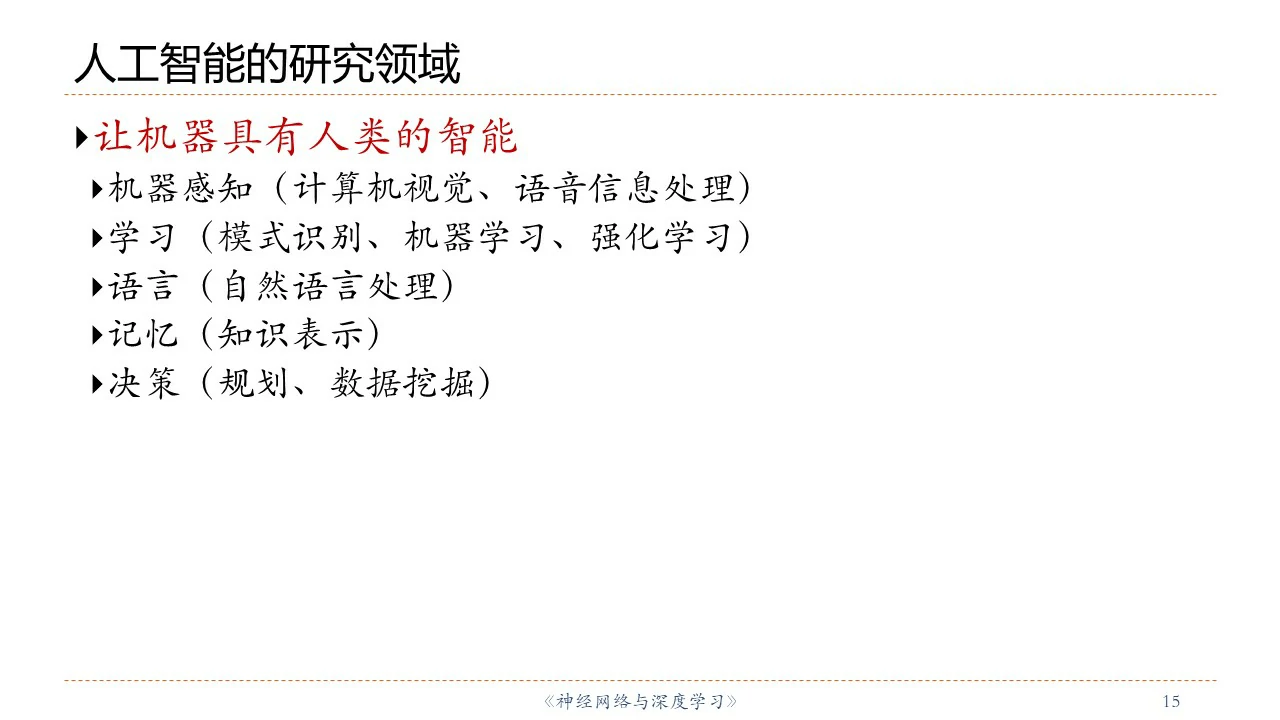 人工智能的研究领域
让机器具有人类的智能
机器感知（计算机视觉、语音信息处理）
学习（模式识别、机器学习、强化学习）
语言（自然语言处理）
记忆（知识表示）
决策（规划、数据挖掘）
《神经网络与深度学习》
15